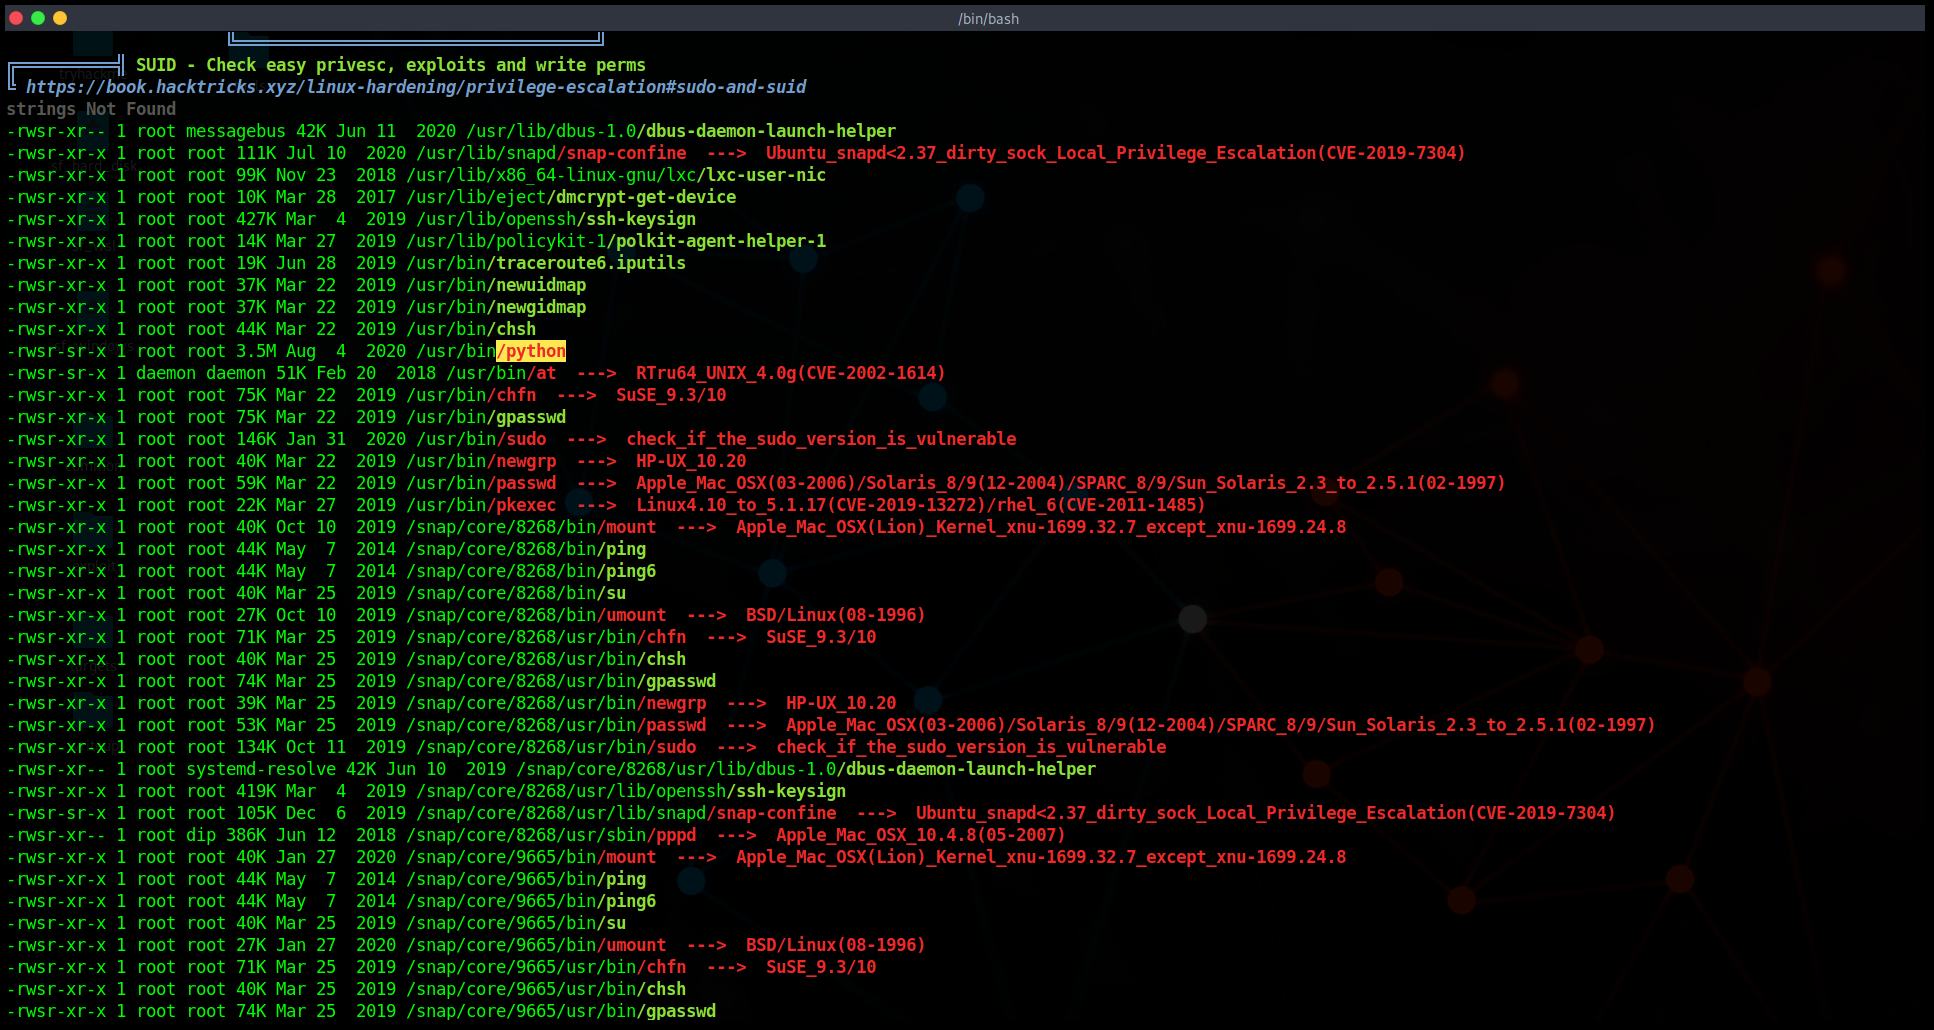 /bin/bash
SUID - Check easy privesc, exploits and write perms
https://book.hacktricks.xyz/linux-hardening/privilege-escalation#sudo-and-suid
strings Not Found
-rwsr-xr-- 1 root messagebus 42K Jun 11  2020 /usr/lib/dbus-1.0/dbus-daemon-launch-helper
-rwsr-xr-x 1 root root 111K Jul 10  2020 /usr/lib/snapd/snap-confine  --->  Ubuntu_snapd<2.37_dirty_sock_Local_Privilege_Escalation(CVE-2019-7304)
-rwsr-xr-x 1 root root 99K Nov 23  2018 /usr/lib/x86_64-linux-gnu/lxc/lxc-user-nic
-rwsr-xr-x 1 root root 10K Mar 28  2017 /usr/lib/eject/dmcrypt-get-device
-rwsr-xr-x 1 root root 427K Mar  4  2019 /usr/lib/openssh/ssh-keysign
-rwsr-xr-x 1 root root 14K Mar 27  2019 /usr/lib/policykit-1/polkit-agent-helper-1
-rwsr-xr-x 1 root root 19K Jun 28  2019 /usr/bin/traceroute6.iputils
-rwsr-xr-x 1 root root 37K Mar 22  2019 /usr/bin/newuidmap
-rwsr-xr-x 1 root root 37K Mar 22  2019 /usr/bin/newgidmap
-rwsr-xr-x 1 root root 44K Mar 22  2019 /usr/bin/chsh
-rwsr-sr-x 1 root root 3.5M Aug  4  2020 /usr/bin/python
-rwsr-sr-x 1 daemon daemon 51K Feb 20  2018 /usr/bin/at  --->  RTru64_UNIX_4.0g(CVE-2002-1614)
-rwsr-xr-x 1 root root 75K Mar 22  2019 /usr/bin/chfn  --->  SuSE_9.3/10
-rwsr-xr-x 1 root root 75K Mar 22  2019 /usr/bin/gpasswd
-rwsr-xr-x 1 root root 146K Jan 31  2020 /usr/bin/sudo  --->  check_if_the_sudo_version_is_vulnerable
-rwsr-xr-x 1 root root 40K Mar 22  2019 /usr/bin/newgrp  --->  HP-UX_10.20
-rwsr-xr-x 1 root root 59K Mar 22  2019 /usr/bin/passwd  --->  Apple_Mac_OSX(03-2006)/Solaris_8/9(12-2004)/SPARC_8/9/Sun_Solaris_2.3_to_2.5.1(02-1997)
-rwsr-xr-x 1 root root 22K Mar 27  2019 /usr/bin/pkexec  --->  Linux4.10_to_5.1.17(CVE-2019-13272)/rhel_6(CVE-2011-1485)
-rwsr-xr-x 1 root root 40K Oct 10  2019 /snap/core/8268/bin/mount  --->  Apple_Mac_OSX(Lion)_Kernel_xnu-1699.32.7_except_xnu-1699.24.8
-rwsr-xr-x 1 root root 44K May  7  2014 /snap/core/8268/bin/ping
-rwsr-xr-x 1 root root 44K May  7  2014 /snap/core/8268/bin/ping6
-rwsr-xr-x 1 root root 40K Mar 25  2019 /snap/core/8268/bin/su
-rwsr-xr-x 1 root root 27K Oct 10  2019 /snap/core/8268/bin/umount  --->  BSD/Linux(08-1996)
-rwsr-xr-x 1 root root 71K Mar 25  2019 /snap/core/8268/usr/bin/chfn  --->  SuSE_9.3/10
-rwsr-xr-x 1 root root 40K Mar 25  2019 /snap/core/8268/usr/bin/chsh
-rwsr-xr-x 1 root root 74K Mar 25  2019 /snap/core/8268/usr/bin/gpasswd
-rwsr-xr-x 1 root root 39K Mar 25  2019 /snap/core/8268/usr/bin/newgrp  --->  HP-UX_10.20
-rwsr-xr-x 1 root root 53K Mar 25  2019 /snap/core/8268/usr/bin/passwd  --->  Apple_Mac_OSX(03-2006)/Solaris_8/9(12-2004)/SPARC_8/9/Sun_Solaris_2.3_to_2.5.1(02-1997)
-rwsr-xr-x 1 root root 134K Oct 11  2019 /snap/core/8268/usr/bin/sudo  --->  check_if_the_sudo_version_is_vulnerable
-rwsr-xr-- 1 root systemd-resolve 42K Jun 10  2019 /snap/core/8268/usr/lib/dbus-1.0/dbus-daemon-launch-helper
-rwsr-xr-x 1 root root 419K Mar  4  2019 /snap/core/8268/usr/lib/openssh/ssh-keysign
-rwsr-sr-x 1 root root 105K Dec  6  2019 /snap/core/8268/usr/lib/snapd/snap-confine  --->  Ubuntu_snapd<2.37_dirty_sock_Local_Privilege_Escalation(CVE-2019-7304)
-rwsr-xr-- 1 root dip 386K Jun 12  2018 /snap/core/8268/usr/sbin/pppd  --->  Apple_Mac_OSX_10.4.8(05-2007)
-rwsr-xr-x 1 root root 40K Jan 27  2020 /snap/core/9665/bin/mount  --->  Apple_Mac_OSX(Lion)_Kernel_xnu-1699.32.7_except_xnu-1699.24.8
-rwsr-xr-x 1 root root 44K May  7  2014 /snap/core/9665/bin/ping
-rwsr-xr-x 1 root root 44K May  7  2014 /snap/core/9665/bin/ping6
-rwsr-xr-x 1 root root 40K Mar 25  2019 /snap/core/9665/bin/su
-rwsr-xr-x 1 root root 27K Jan 27  2020 /snap/core/9665/bin/umount  --->  BSD/Linux(08-1996)
-rwsr-xr-x 1 root root 71K Mar 25  2019 /snap/core/9665/usr/bin/chfn  --->  SuSE_9.3/10
-rwsr-xr-x 1 root root 40K Mar 25  2019 /snap/core/9665/usr/bin/chsh
-rwsr-xr-x 1 root root 74K Mar 25  2019 /snap/core/9665/usr/bin/gpasswd